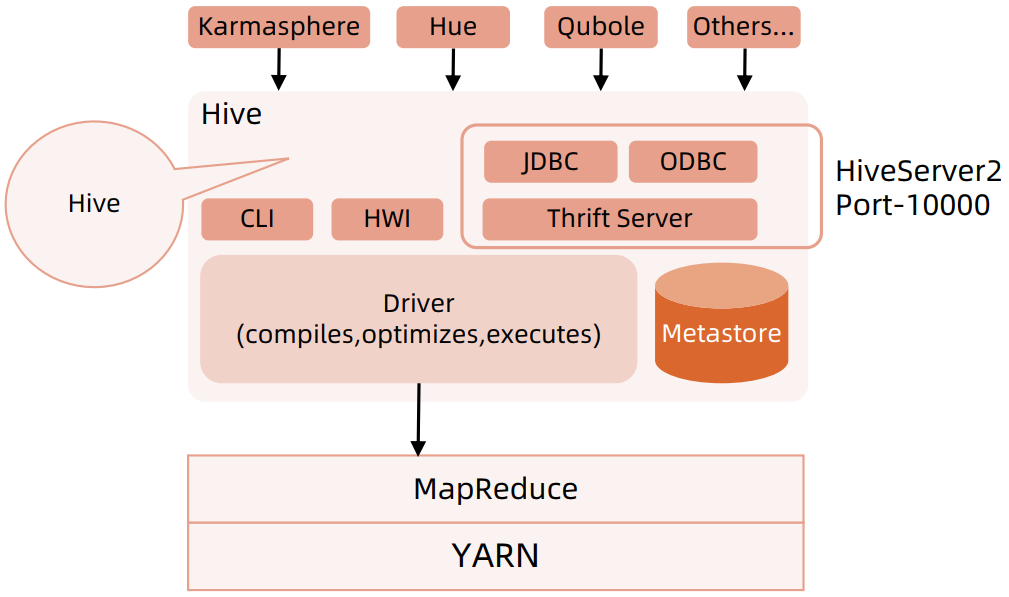 Karmasphere
Hue
Qubole
Others...
Hive
JDBC
ODBC
HiveServer2
Port-10000
Hive
CLI
HWI
Thrift Server
Driver
(compiles,optimizes,executes)
Metastore
MapReduce
YARN